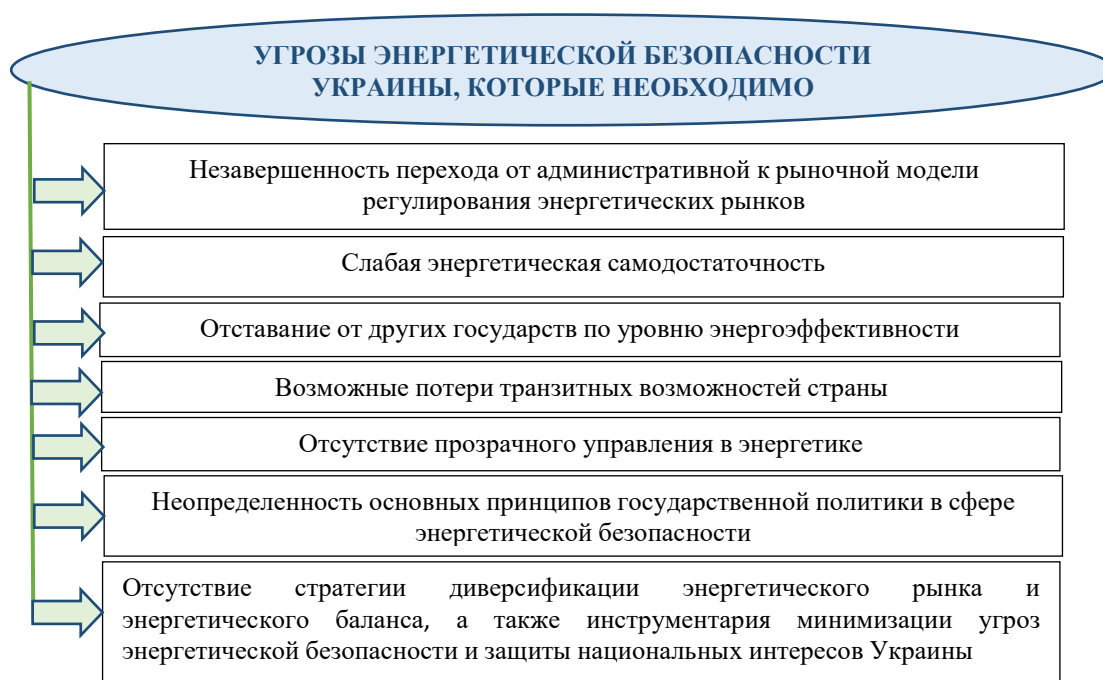 УГРОЗЫ ЭНЕРГЕТИЧЕСКОЙ БЕЗОПАСНОСТИ
УКРАИНЫ, КОТОРЫЕ НЕОБХОДИМО
Незавершенность перехода от административной к рыночной модели
регулирования энергетических рынков
Слабая энергетическая самодостаточность
Отставание от других государств по уровню энергоэффективности
Возможные потери транзитных возможностей страны
Отсутствие прозрачного управления в энергетике
Неопределенность основных принципов государственной политики в сфере
энергетической безопасности
Отсутствие стратегии диверсификации энергетического рынка и
энергетического баланса, а также инструментария минимизации угроз
энергетической безопасности и защиты национальных интересов Украины